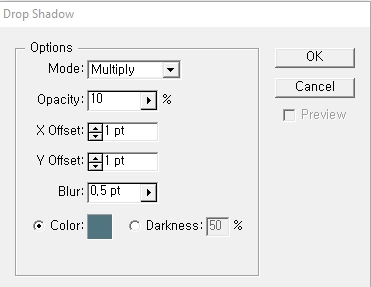 Drop Shadow
Options
Mode: Multiply
Opacity: 10 %
X Offset: 1 pt
Y Offset: 1 pt
Blur: 0,5 pt
Color: Darkness: 50 %
OK
Cancel
Preview